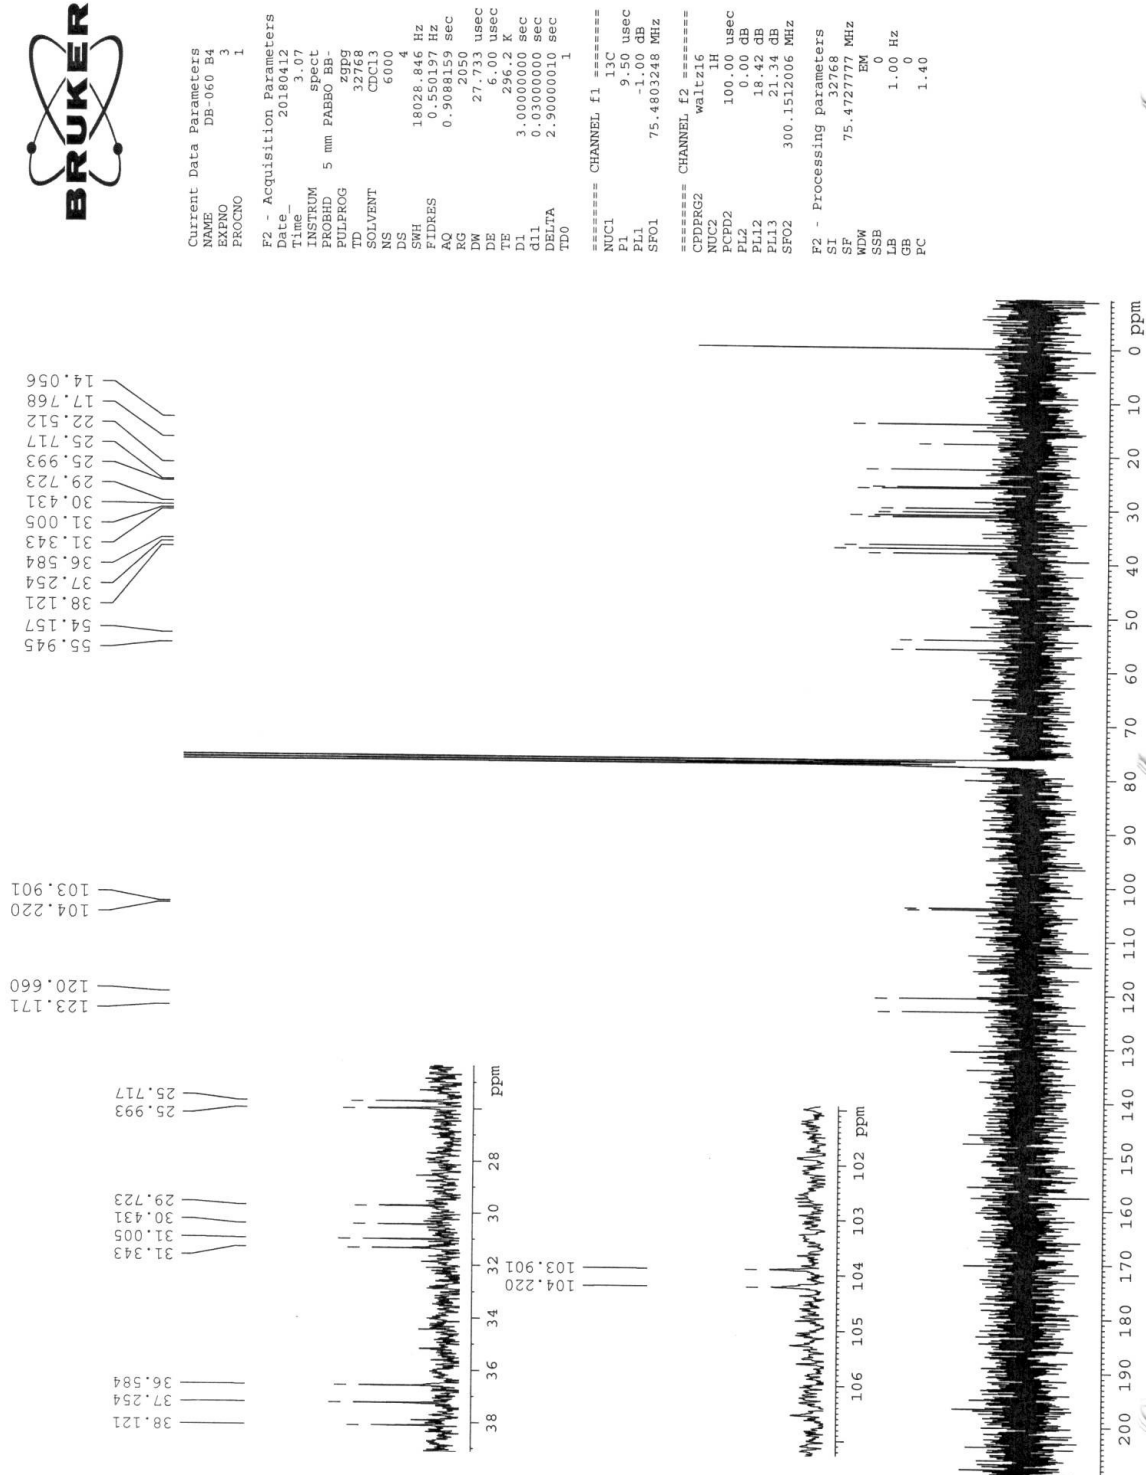 BRUKER
Current Data Parameters
NAME DB-060 B4
EXPNO 3
PROCNO 1
F2 - Acquisition Parameters
Date_ 20180412
Time 3.07
INSTRUM spect
PROBHD 5 mm PABBO BB-
PULPROG zgpg
TD 32768
SOLVENT CDCl3
NS 6000
DS 4
SWH 18028.846 Hz
FIDRES 0.550197 Hz
AQ 0.9088159 sec
RG 2050
DW 27.733 usec
DE 6.00 usec
TE 296.2 K
D1 3.00000000 sec
d11 0.03000000 sec
DELTA 2.90000010 sec
TD0 1
======== CHANNEL f1 ========
NUC1 13C
P1 9.50 usec
PL1 -1.00 dB
SFO1 75.4803248 MHz
======== CHANNEL f2 ========
CPDPRG2 waltz16
NUC2 1H
PCPD2 100.00 usec
PL2 0.00 dB
PL12 18.42 dB
PL13 21.34 dB
SFO2 300.1512006 MHz
F2 - Processing parameters
SI 32768
SF 75.4727777 MHz
WDW EM
SSB 0
LB 1.00 Hz
GB 0
PC 1.40
14.056
17.768
22.512
25.717
25.993
29.723
30.431
31.005
31.343
36.584
37.254
38.121
54.157
55.945
103.901
104.220
120.660
123.171
25.717
25.993
29.723
30.431
31.005
31.343
36.584
37.254
38.121
38 36 34 32 30 28 ppm
103.901
104.220
106 105 104 103 102 ppm
200 190 180 170 160 150 140 130 120 110 100 90 80 70 60 50 40 30 20 10 0 ppm